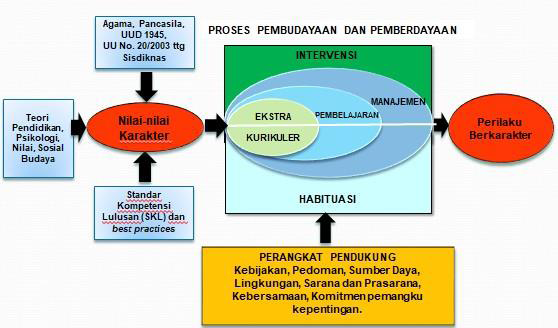 Agama, Pancasila,
UUD 1945,
UU No. 20/2003 ttg
Sisdiknas
PROSES PEMBUDAYAAN DAN PEMBERDAYAAN
INTERVENSI
Teori
Pendidikan,
Psikologi,
Nilai, Sosial
Budaya
Nilai-nilai
Karakter
EKSTRA
KURIKULER
PEMBELAJARAN
MANAJEMEN
Perilaku
Berkarakter
Standar
Kompetensi
Lulusan (SKL) dan
best practices
HABITUASI
PERANGKAT PENDUKUNG
Kebijakan, Pedoman, Sumber Daya,
Lingkungan, Sarana dan Prasarana,
Kebersamaan, Komitmen pemangku
kepentingan.